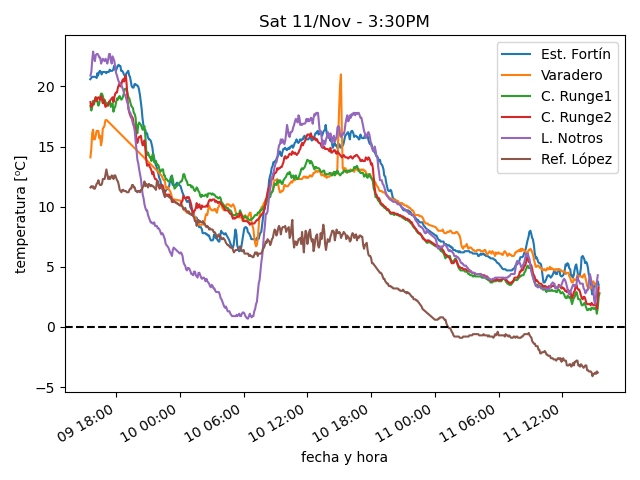 Sat 11/Nov - 3:30PM
Est. Fortín
Varadero
C. Runge1
C. Runge2
L. Notros
Ref. López
temperatura [ºC]
20
15
10
5
0
−5
09 18:00
10 00:00
10 06:00
10 12:00
10 18:00
11 00:00
11 06:00
11 12:00
fecha y hora